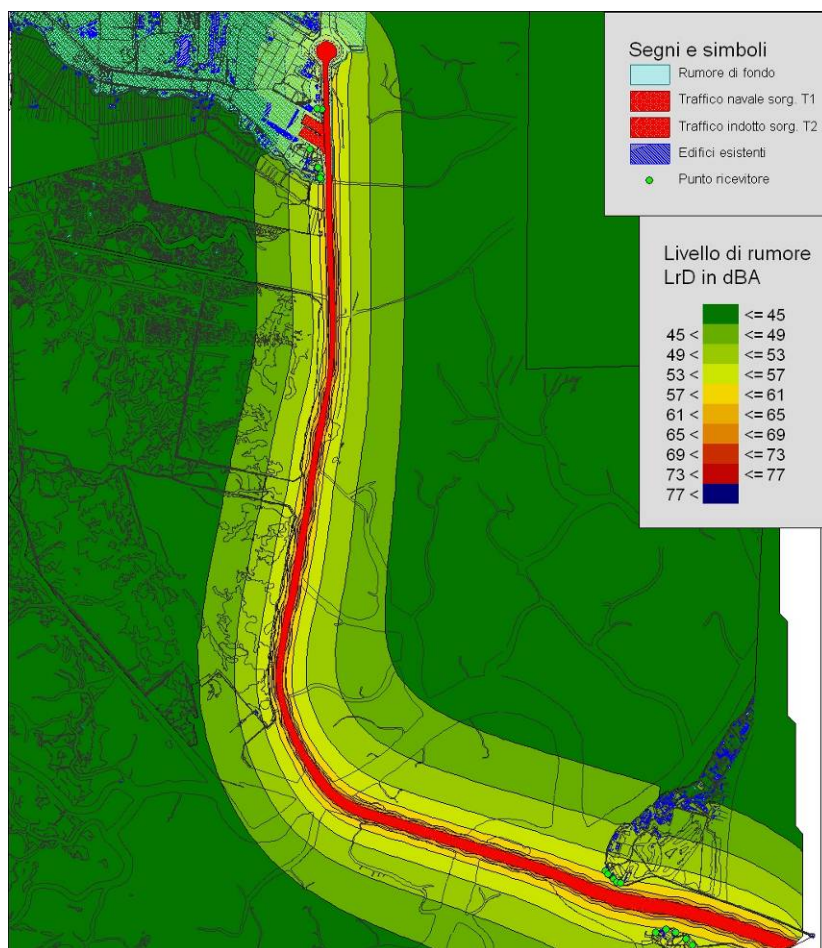 Segni e simboli
Rumore di fondo
Traffico navale sorg. T1
Traffico indotto sorg. T2
Edifici esistenti
Punto ricevitore
Livello di rumore
LrD in dBA
<= 45
45 < <= 49
49 < <= 53
53 < <= 57
57 < <= 61
61 < <= 65
65 < <= 69
69 < <= 73
73 < <= 77
77 <